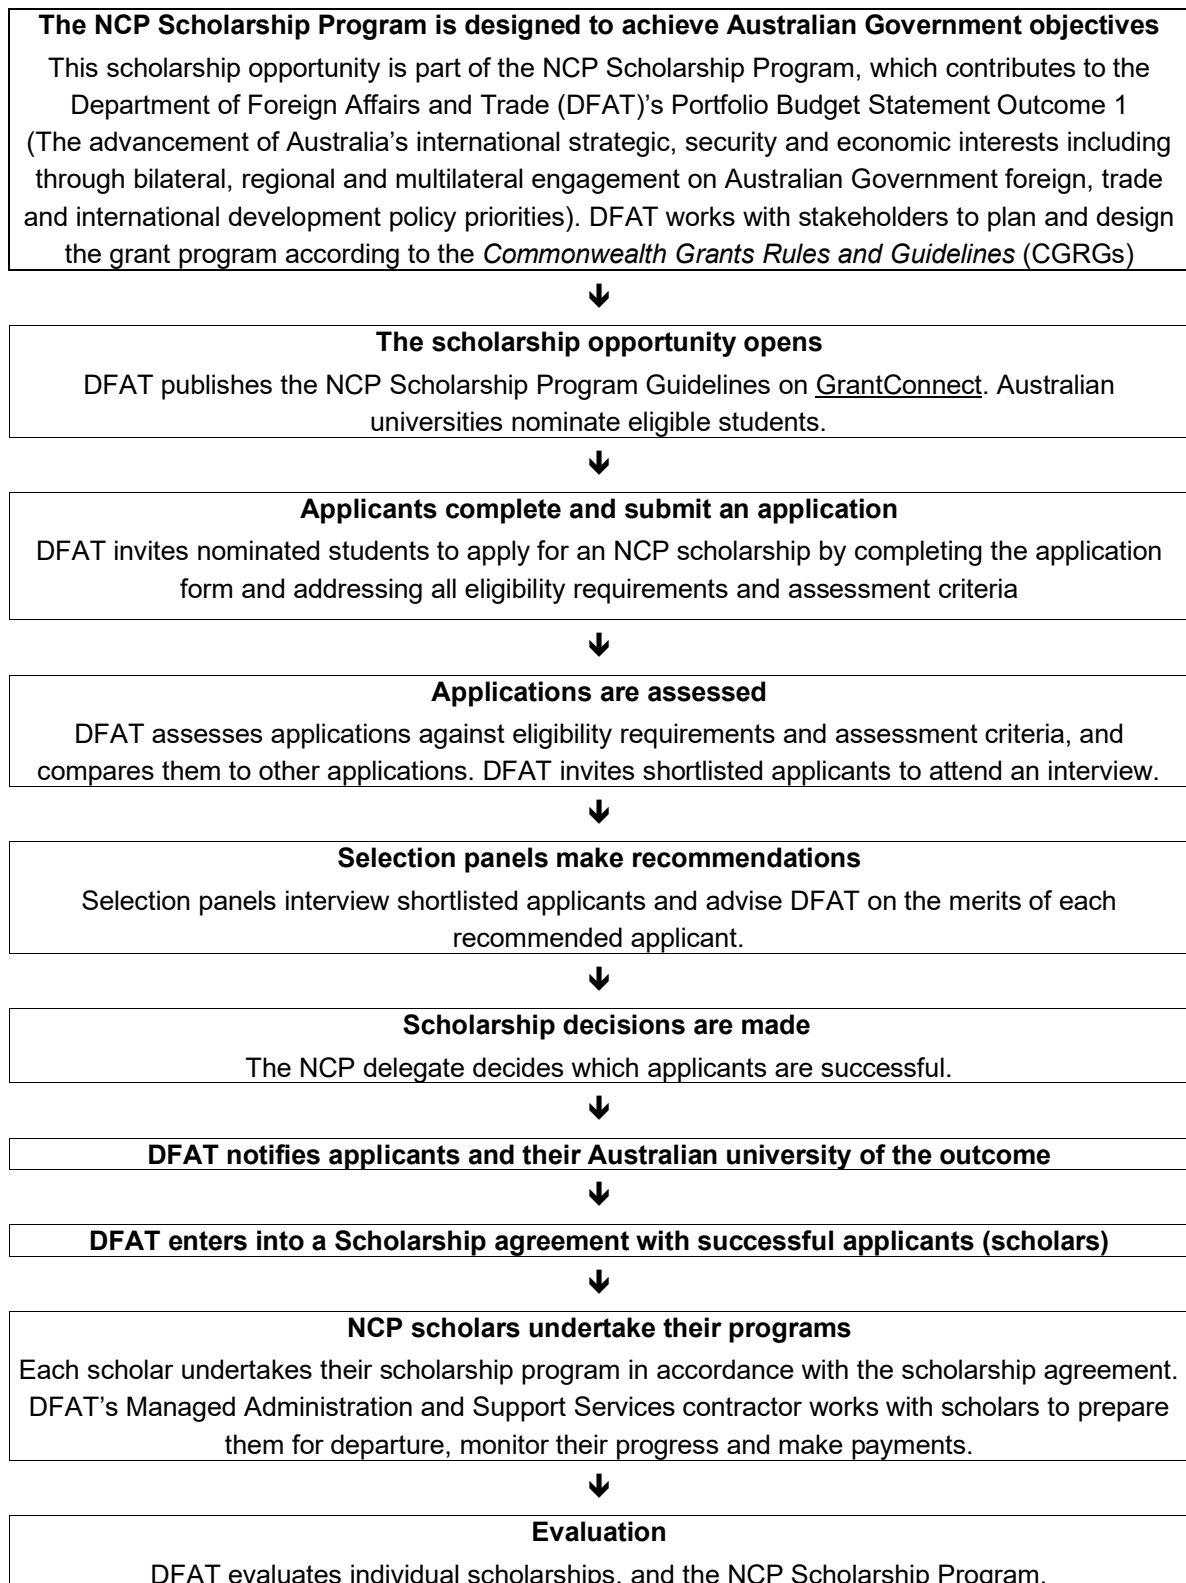 The NCP Scholarship Program is designed to achieve Australian Government objectives
This scholarship opportunity is part of the NCP Scholarship Program, which contributes to the
Department of Foreign Affairs and Trade (DFAT)'s Portfolio Budget Statement Outcome 1
(The advancement of Australia's international strategic, security and economic interests including
through bilateral, regional and multilateral engagement on Australian Government foreign, trade
and international development policy priorities). DFAT works with stakeholders to plan and design
the grant program according to the Commonwealth Grants Rules and Guidelines (CGRGs)
The scholarship opportunity opens
DFAT publishes the NCP Scholarship Program Guidelines on GrantConnect. Australian
universities nominate eligible students.
Applicants complete and submit an application
DFAT invites nominated students to apply for an NCP scholarship by completing the application
form and addressing all eligibility requirements and assessment criteria
Applications are assessed
DFAT assesses applications against eligibility requirements and assessment criteria, and
compares them to other applications. DFAT invites shortlisted applicants to attend an interview.
Selection panels make recommendations
Selection panels interview shortlisted applicants and advise DFAT on the merits of each
recommended applicant.
Scholarship decisions are made
The NCP delegate decides which applicants are successful.
DFAT notifies applicants and their Australian university of the outcome
DFAT enters into a Scholarship agreement with successful applicants (scholars)
NCP scholars undertake their programs
Each scholar undertakes their scholarship program in accordance with the scholarship agreement.
DFAT's Managed Administration and Support Services contractor works with scholars to prepare
them for departure, monitor their progress and make payments.
Evaluation
DFAT evaluates individual scholarships, and the NCP Scholarship Program.